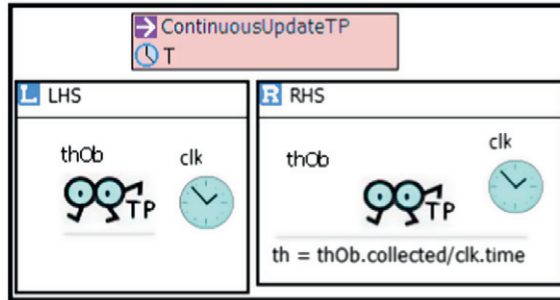 ContinuousUpdateTP
T
L LHS
thOb
clk
TP
R RHS
thOb
clk
TP
th = thOb.collected/clk.time